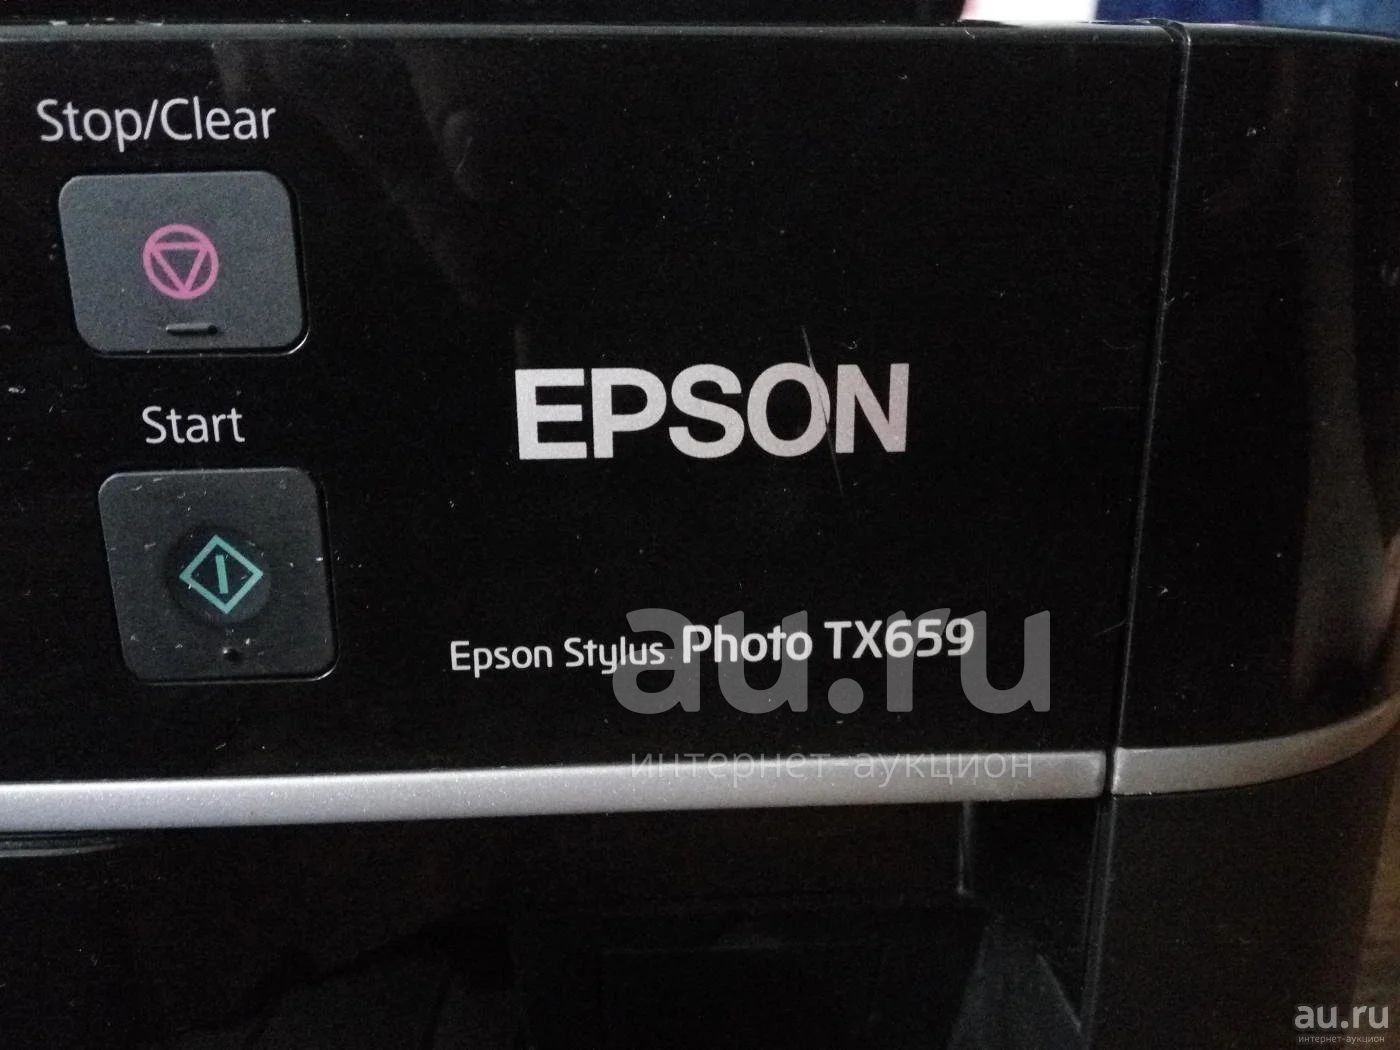 Stop/Clear
Start
EPSON
Epson Stylus Photo TX659
au.ru
интернет-аукцион
au.ru
интернет-аукцион